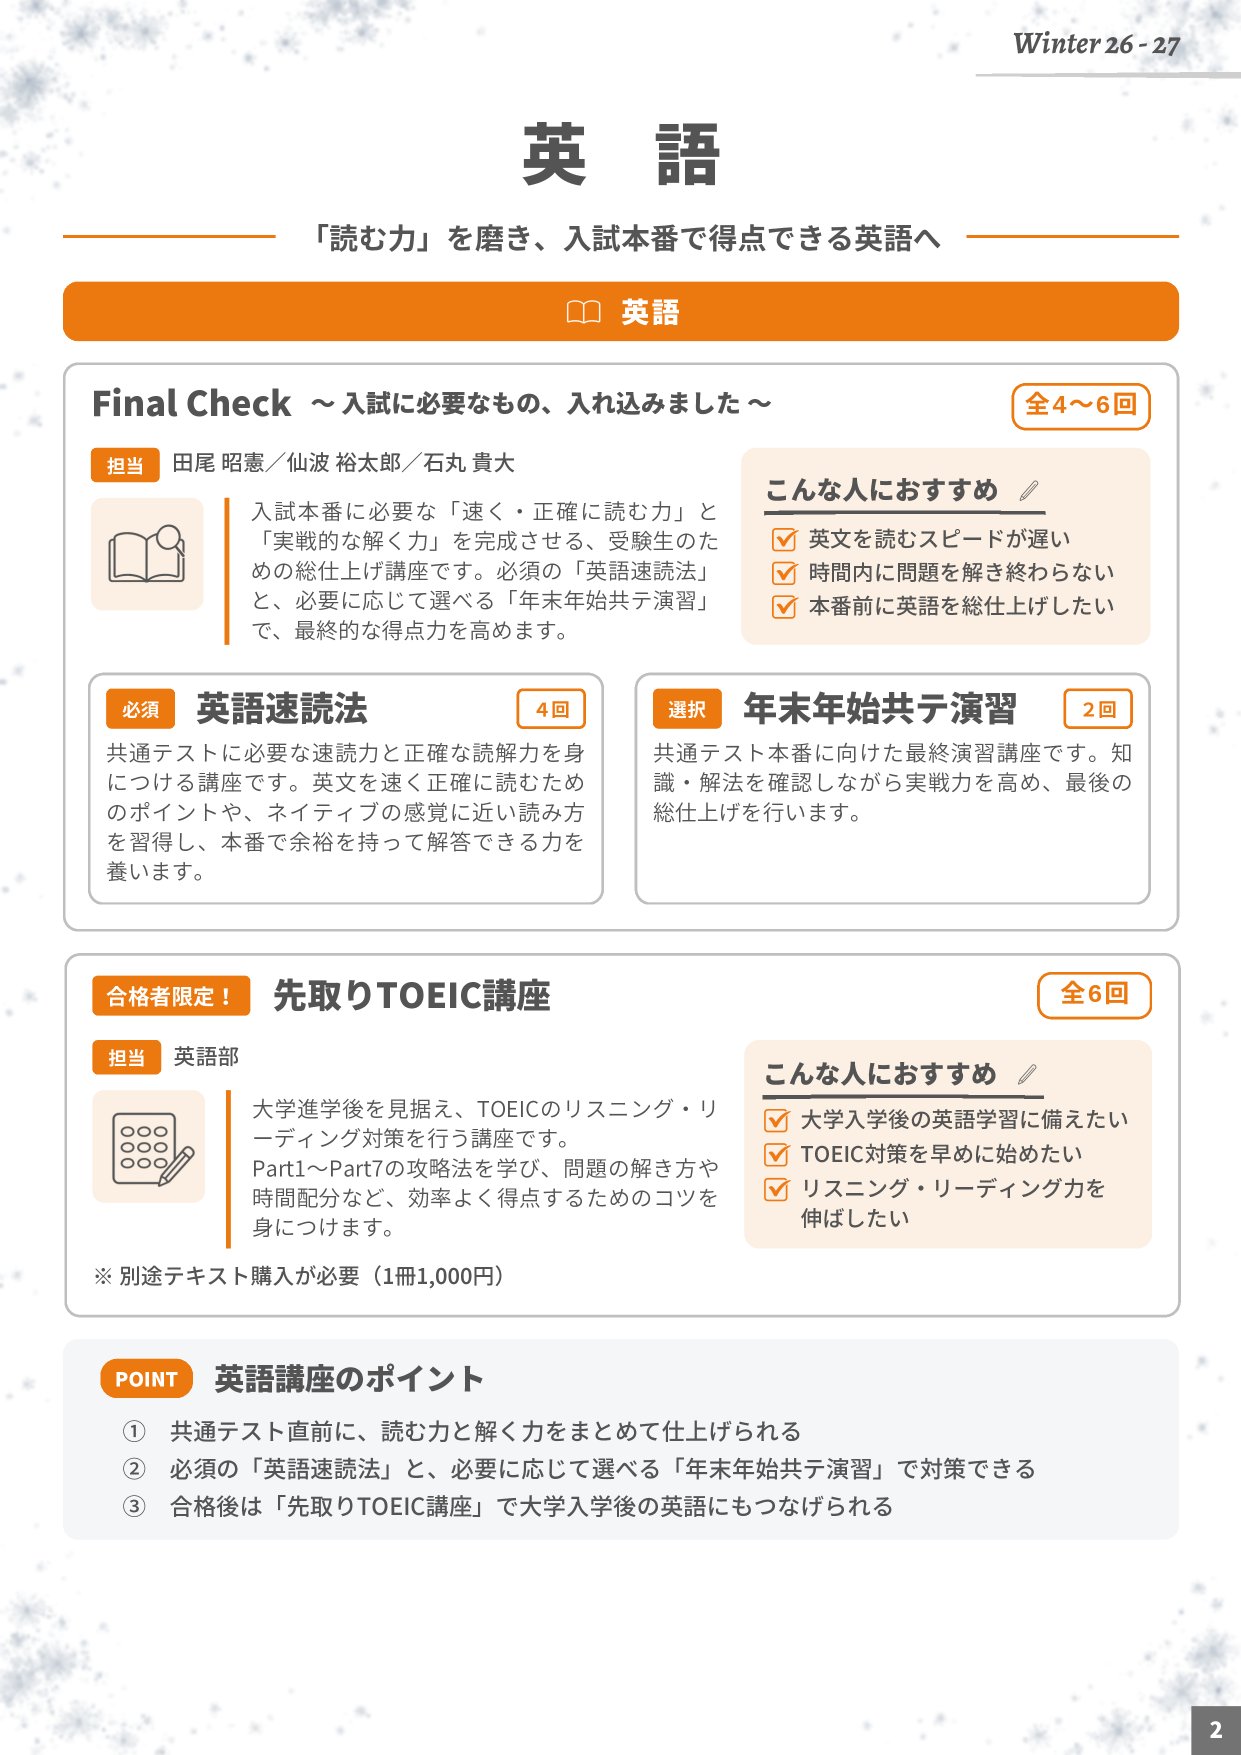 Winter 26 - 27
英　語
「読む力」を磨き、入試本番で得点できる英語へ
英語
Final Check ～ 入試に必要なもの、入れ込みました ～
全4～6回
担当 田尾 昭憲／仙波 裕太郎／石丸 貴大
入試本番に必要な「速く・正確に読む力」と
「実戦的な解く力」を完成させる、受験生のた
めの総仕上げ講座です。必須の「英語速読法」
と、必要に応じて選べる「年末年始共テ演習」
で、最終的な得点力を高めます。
こんな人におすすめ
英文を読むスピードが遅い
時間内に問題を解き終わらない
本番前に英語を総仕上げしたい
必須 英語速読法 4回
共通テストに必要な速読力と正確な読解力を身
につける講座です。英文を速く正確に読むため
のポイントや、ネイティブの感覚に近い読み方
を習得し、本番で余裕を持って解答できる力を
養います。
選択 年末年始共テ演習 2回
共通テスト本番に向けた最終演習講座です。知
識・解法を確認しながら実戦力を高め、最後の
総仕上げを行います。
合格者限定！ 先取りTOEIC講座
全6回
担当 英語部
大学進学後を見据え、TOEICのリスニング・リ
ーディング対策を行う講座です。
Part1～Part7の攻略法を学び、問題の解き方や
時間配分など、効率よく得点するためのコツを
身につけます。
こんな人におすすめ
大学入学後の英語学習に備えたい
TOEIC対策を早めに始めたい
リスニング・リーディング力を
伸ばしたい
※ 別途テキスト購入が必要（1冊1,000円）
POINT 英語講座のポイント
① 共通テスト直前に、読む力と解く力をまとめて仕上げられる
② 必須の「英語速読法」と、必要に応じて選べる「年末年始共テ演習」で対策できる
③ 合格後は「先取りTOEIC講座」で大学入学後の英語にもつなげられる
2